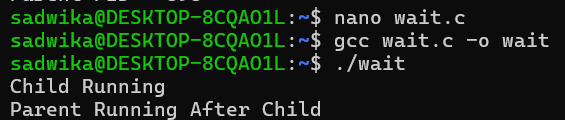 sadwika@DESKTOP-8CQAO1L:~$ nano wait.c
sadwika@DESKTOP-8CQAO1L:~$ gcc wait.c -o wait
sadwika@DESKTOP-8CQAO1L:~$ ./wait
Child Running
Parent Running After Child